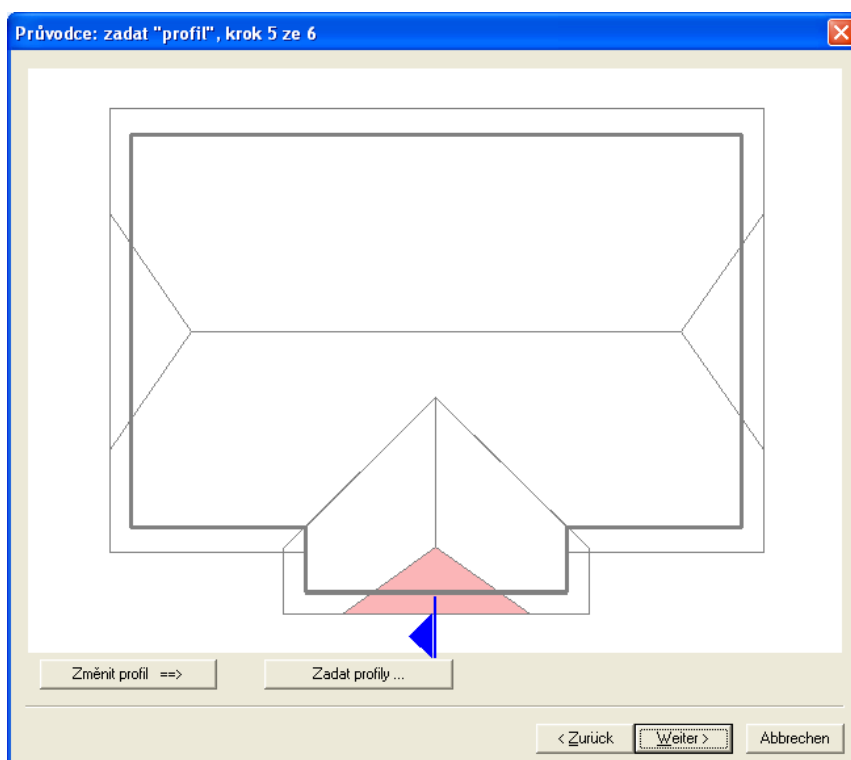 Průvodce: zadat "profil", krok 5 ze 6
Změnit profil ==>
Zadat profily ...
< Zurück
Weiter >
Abbrechen